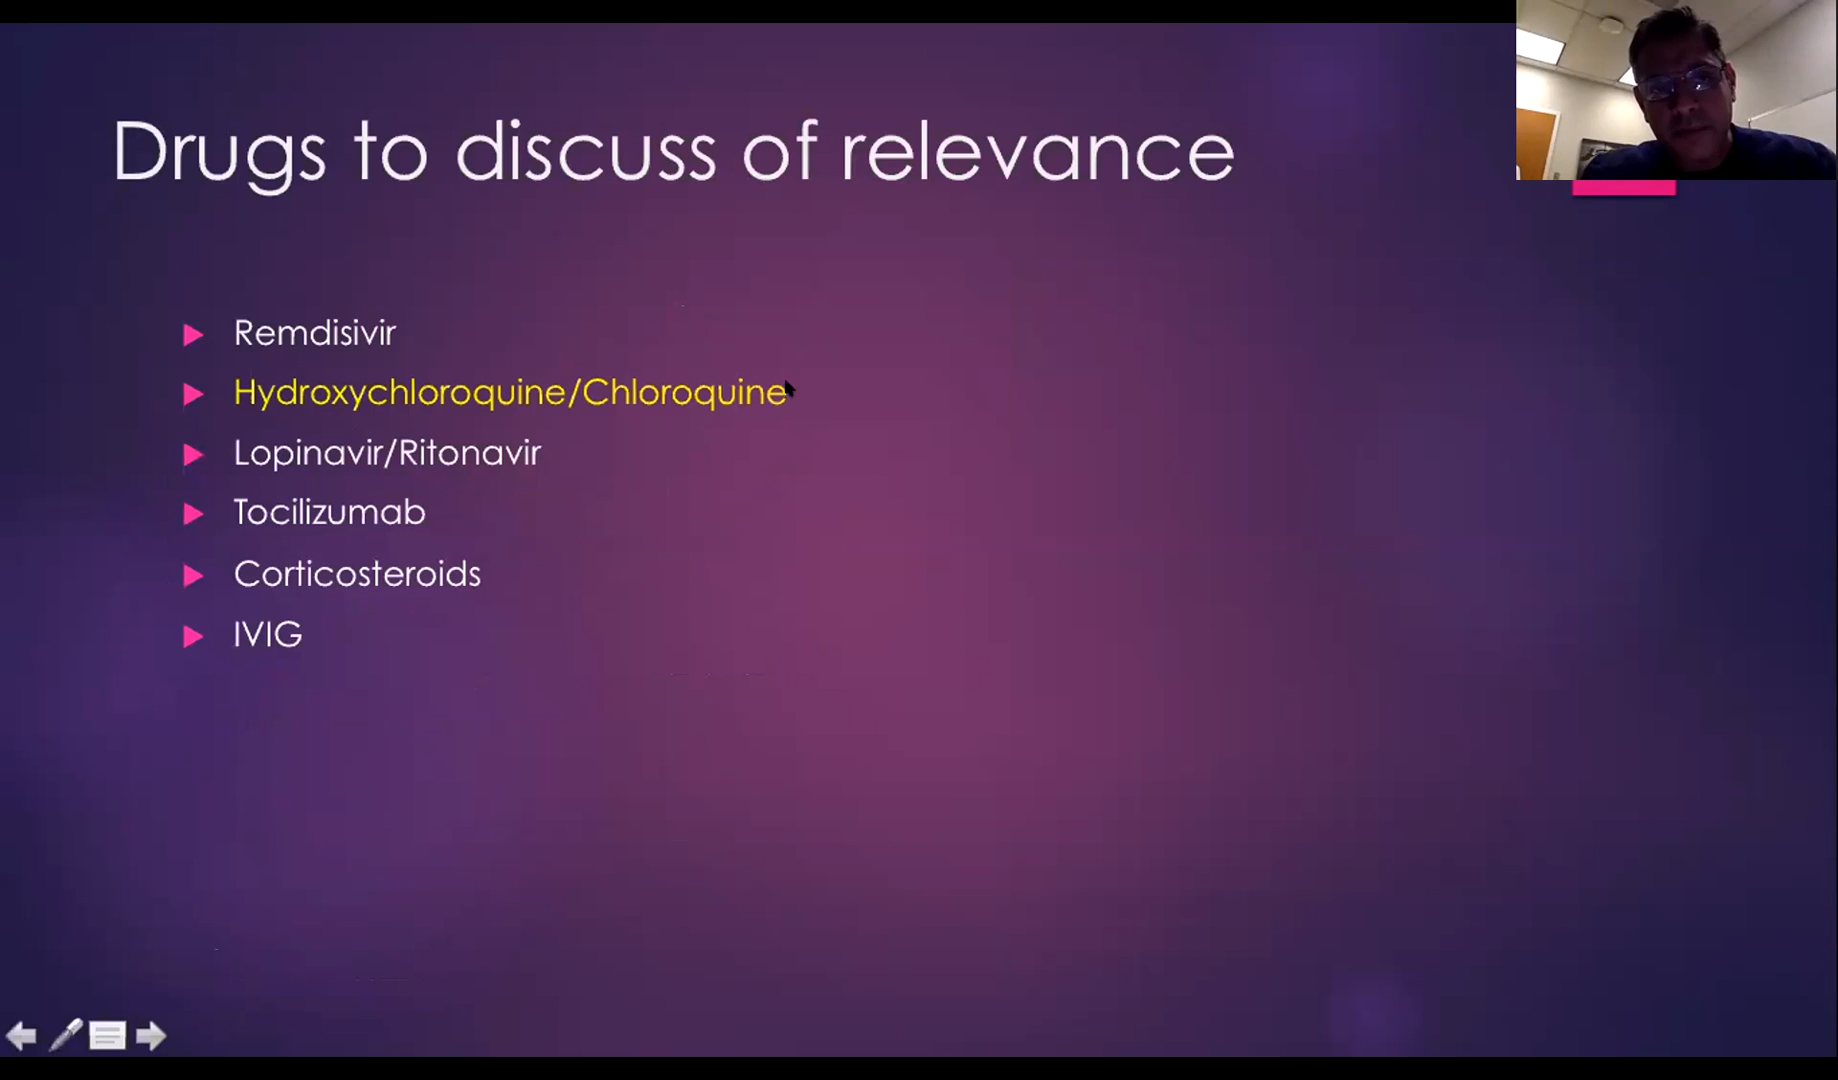 Drugs to discuss of relevance
Remdisivir
Hydroxychloroquine/Chloroquine
Lopinavir/Ritonavir
Tocilizumab
Corticosteroids
IVIG